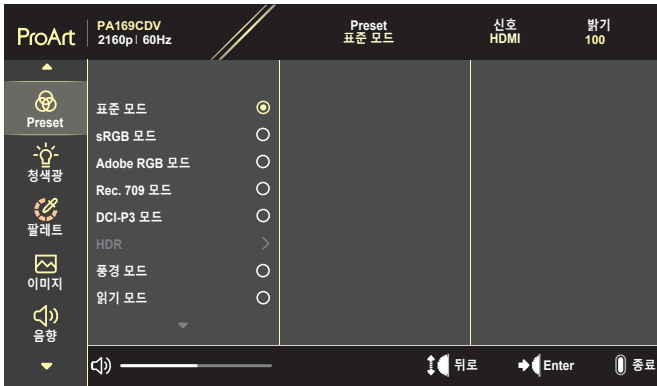 ProArt
PA169CDV
2160p 60Hz
Preset
표준 모드
신호
HDMI
밝기
100
Preset
청색광
팔레트
이미지
음향
표준 모드
sRGB 모드
Adobe RGB 모드
Rec. 709 모드
DCI-P3 모드
HDR
풍경 모드
읽기 모드
뒤로
Enter
종료